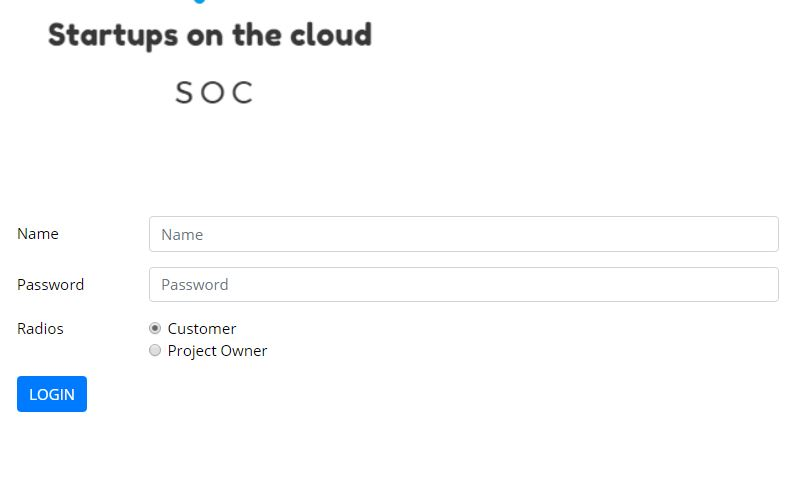 Startups on the cloud
SOC
Name Name
Password Password
Radios Customer
Project Owner
LOGIN